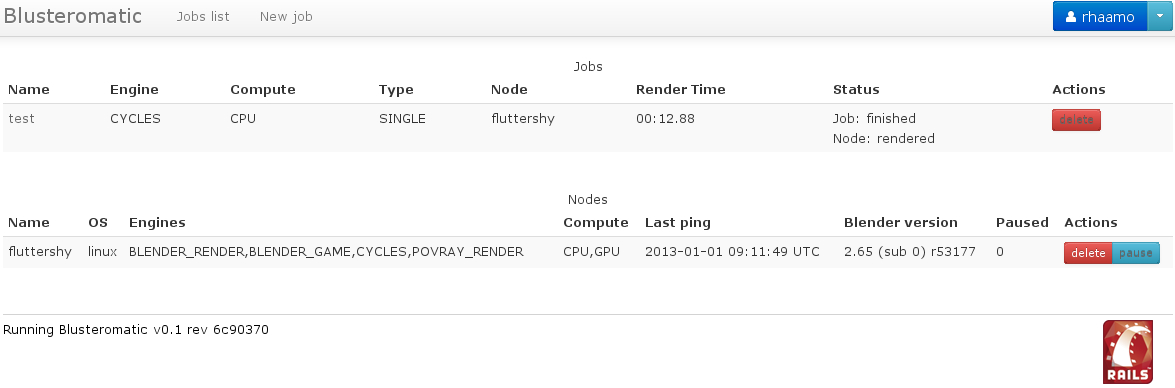 Blusteromatic Jobs list New job rhaamo
Jobs
Name Engine Compute Type Node Render Time Status Actions
test CYCLES CPU SINGLE fluttershy 00:12.88 Job: finished delete
Node: rendered
Nodes
Name OS Engines Compute Last ping Blender version Paused Actions
fluttershy linux BLENDER_RENDER,BLENDER_GAME,CYCLES,POVRAY_RENDER CPU,GPU 2013-01-01 09:11:49 UTC 2.65 (sub 0) r53177 0 delete pause
Running Blusteromatic v0.1 rev 6c90370
RAILS